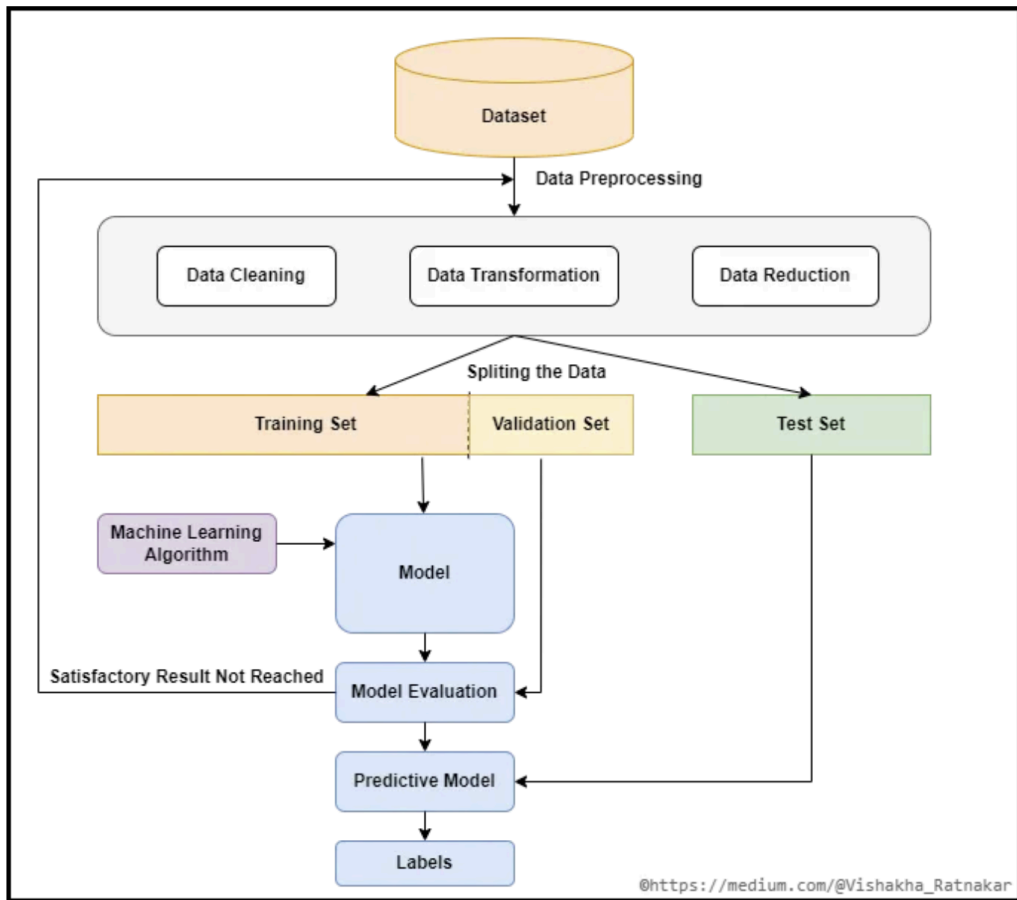 Dataset
Data Preprocessing
Data Cleaning
Data Transformation
Data Reduction
Spliting the Data
Training Set
Validation Set
Test Set
Machine Learning
Algorithm
Model
Satisfactory Result Not Reached
Model Evaluation
Predictive Model
Labels
©https://medium.com/@Vishakha_Ratnakar